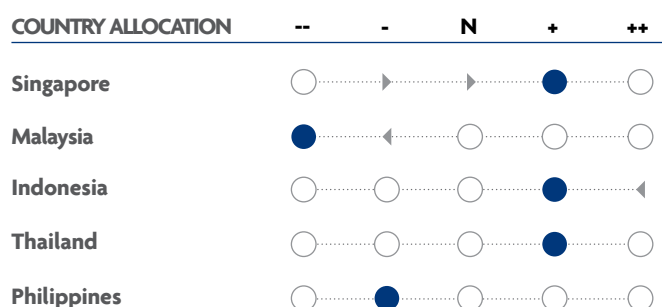 COUNTRY ALLOCATION -- - N + ++
Singapore
Malaysia
Indonesia
Thailand
Philippines